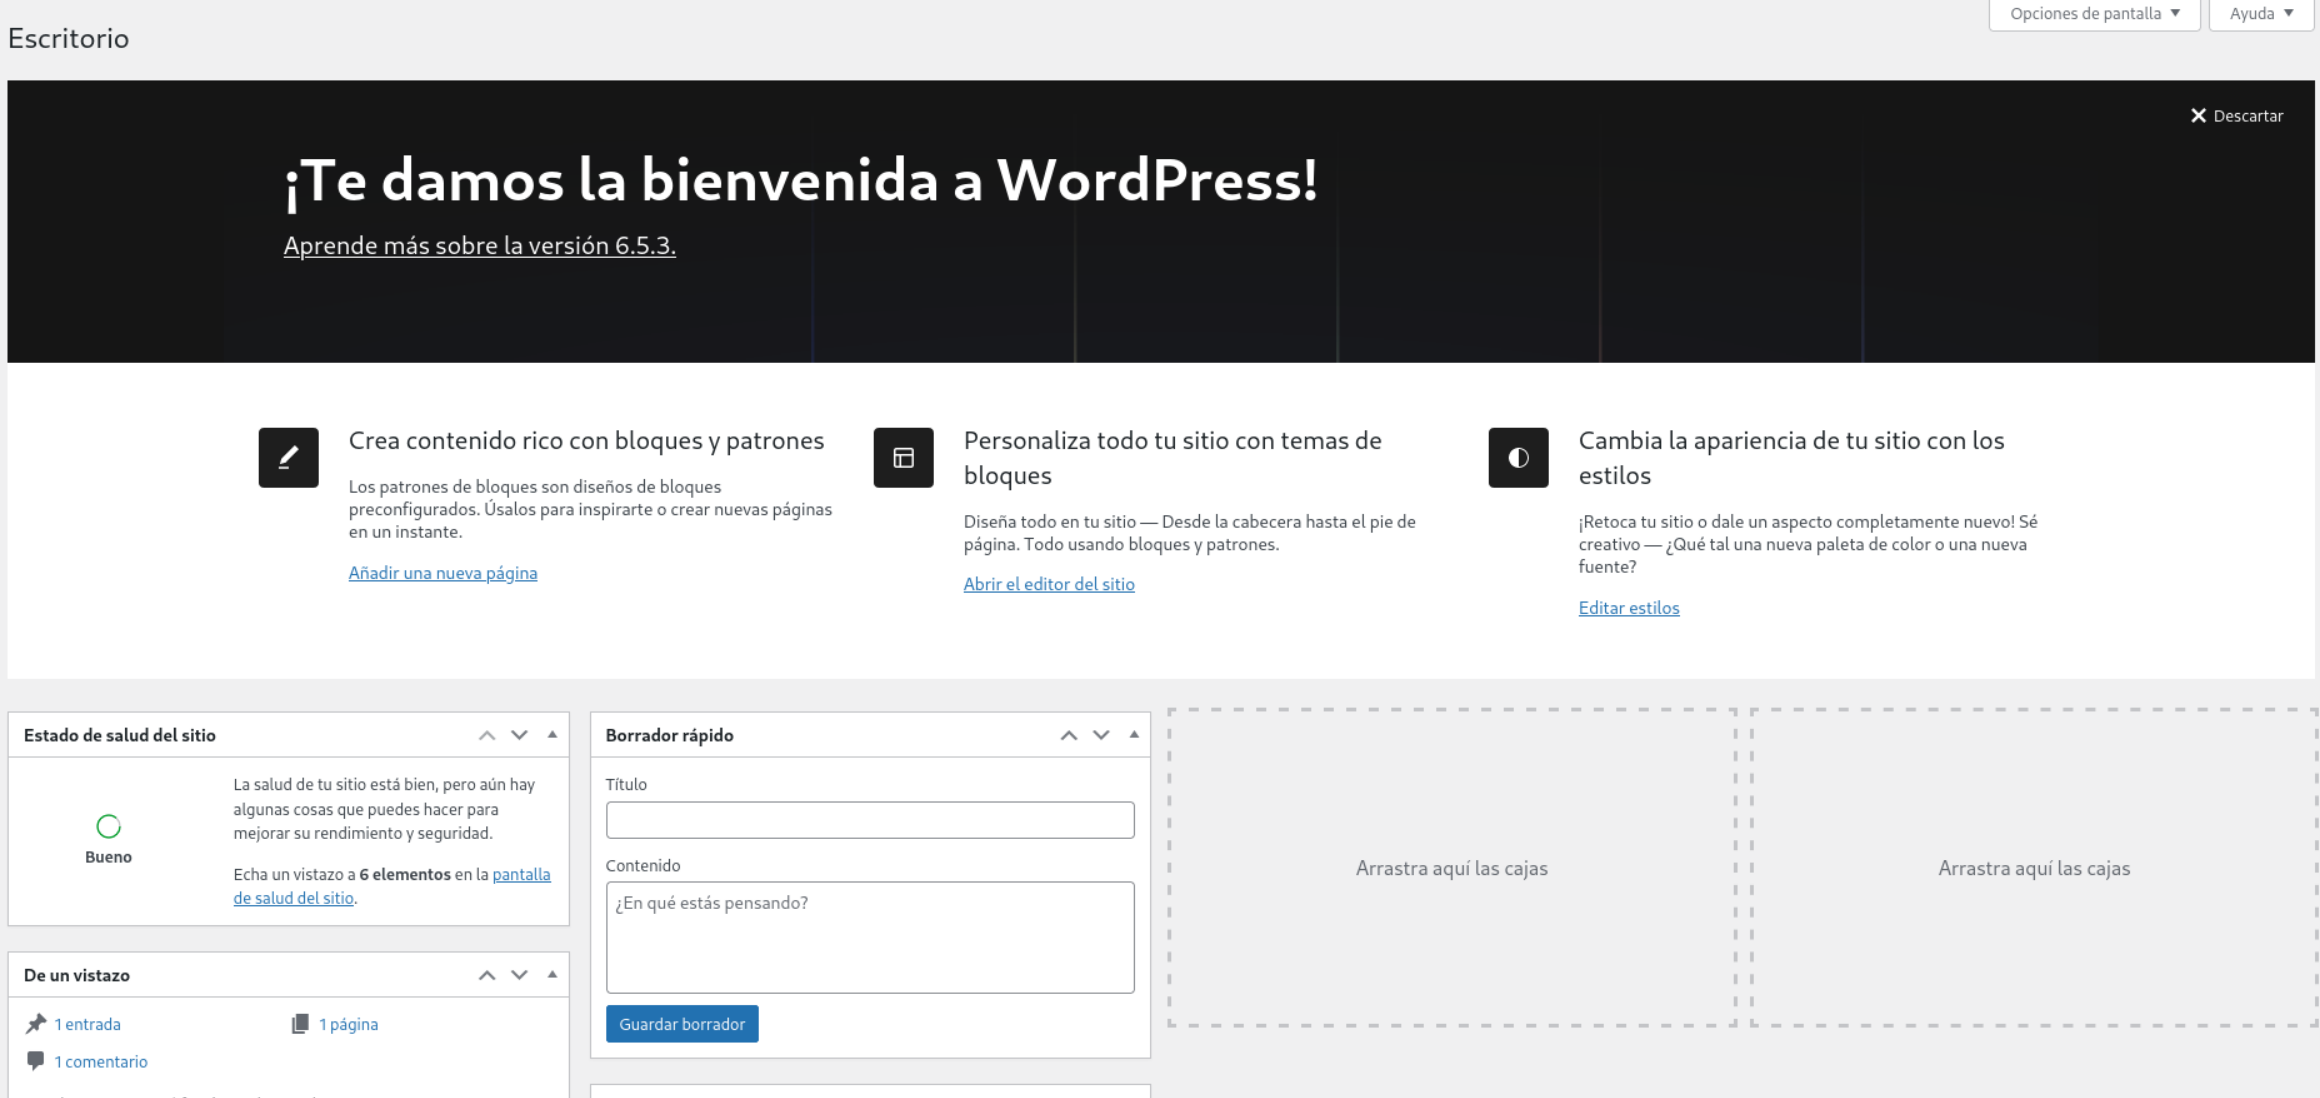 Opciones de pantalla
Ayuda
Escritorio
Descartar
¡Te damos la bienvenida a WordPress!
Aprende más sobre la versión 6.5.3.
Crea contenido rico con bloques y patrones
Los patrones de bloques son diseños de bloques
preconfigurados. Úsalos para inspirarte o crear nuevas páginas
en un instante.
Añadir una nueva página
Personaliza todo tu sitio con temas de
bloques
Diseña todo en tu sitio — Desde la cabecera hasta el pie de
página. Todo usando bloques y patrones.
Abrir el editor del sitio
Cambia la apariencia de tu sitio con los
estilos
¡Retoca tu sitio o dale un aspecto completamente nuevo! Sé
creativo — ¿Qué tal una nueva paleta de color o una nueva
fuente?
Editar estilos
Estado de salud del sitio
Bueno
La salud de tu sitio está bien, pero aún hay
algunas cosas que puedes hacer para
mejorar su rendimiento y seguridad.
Echa un vistazo a 6 elementos en la pantalla
de salud del sitio.
De un vistazo
1 entrada
1 página
1 comentario
Borrador rápido
Título
Contenido
¿En qué estás pensando?
Guardar borrador
Arrastra aquí las cajas
Arrastra aquí las cajas